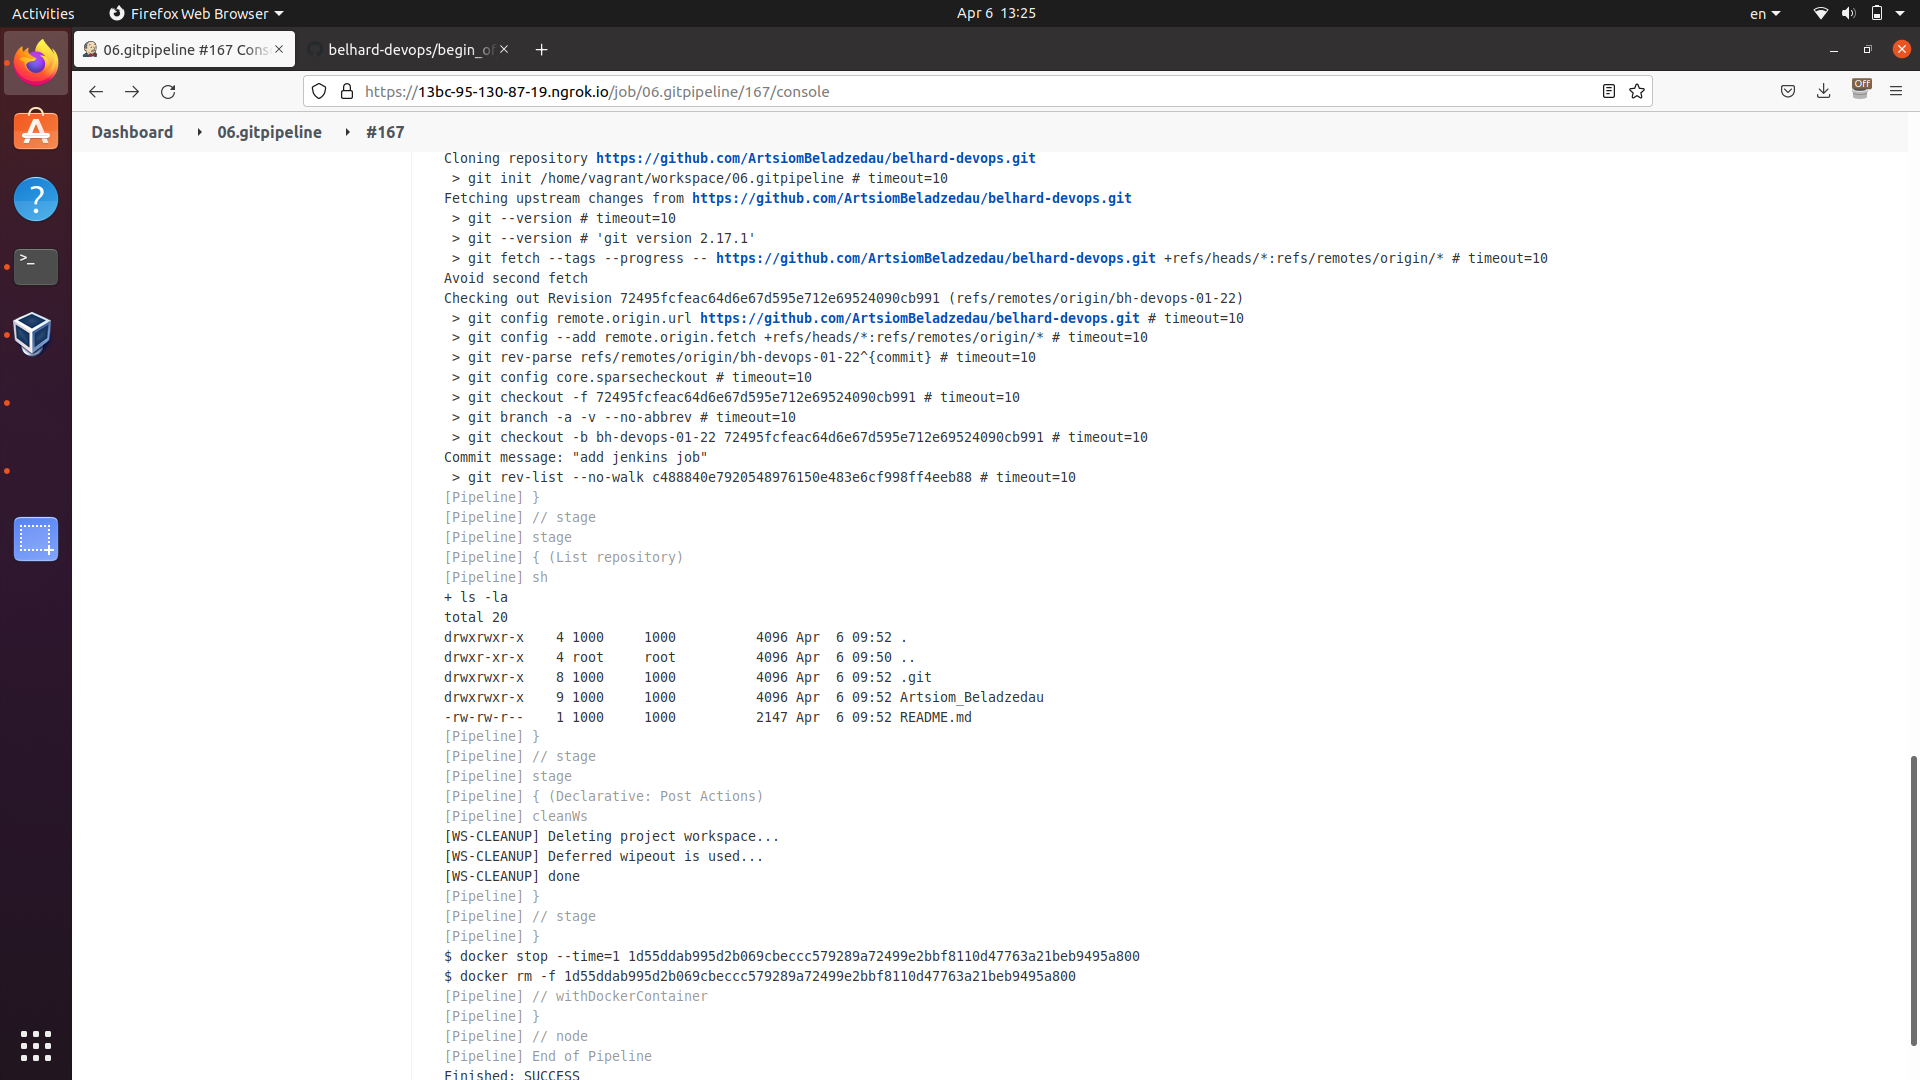 Activities
Firefox Web Browser
Apr 6 13:25
en
06.gitpipeline #167 Cons
belhard-devops/begin_of
https://13bc-95-130-87-19.ngrok.io/job/06.gitpipeline/167/console
Off
Dashboard
06.gitpipeline
#167
Cloning repository https://github.com/ArtsiomBeladzedau/belhard-devops.git
 > git init /home/vagrant/workspace/06.gitpipeline # timeout=10
Fetching upstream changes from https://github.com/ArtsiomBeladzedau/belhard-devops.git
 > git --version # timeout=10
 > git --version # 'git version 2.17.1'
 > git fetch --tags --progress -- https://github.com/ArtsiomBeladzedau/belhard-devops.git +refs/heads/*:refs/remotes/origin/* # timeout=10
Avoid second fetch
Checking out Revision 72495fcfeac64d6e67d595e712e69524090cb991 (refs/remotes/origin/bh-devops-01-22)
 > git config remote.origin.url https://github.com/ArtsiomBeladzedau/belhard-devops.git # timeout=10
 > git config --add remote.origin.fetch +refs/heads/*:refs/remotes/origin/* # timeout=10
 > git rev-parse refs/remotes/origin/bh-devops-01-22^{commit} # timeout=10
 > git config core.sparsecheckout # timeout=10
 > git checkout -f 72495fcfeac64d6e67d595e712e69524090cb991 # timeout=10
 > git branch -a -v --no-abbrev # timeout=10
 > git checkout -b bh-devops-01-22 72495fcfeac64d6e67d595e712e69524090cb991 # timeout=10
Commit message: "add jenkins job"
 > git rev-list --no-walk c488840e7920548976150e483e6cf998ff4eeb88 # timeout=10
[Pipeline] }
[Pipeline] // stage
[Pipeline] stage
[Pipeline] { (List repository)
[Pipeline] sh
+ ls -la
total 20
drwxrwxr-x    4 1000     1000          4096 Apr  6 09:52 .
drwxr-xr-x    4 root     root          4096 Apr  6 09:50 ..
drwxrwxr-x    8 1000     1000          4096 Apr  6 09:52 .git
drwxrwxr-x    9 1000     1000          4096 Apr  6 09:52 Artsiom_Beladzedau
-rw-rw-r--    1 1000     1000          2147 Apr  6 09:52 README.md
[Pipeline] }
[Pipeline] // stage
[Pipeline] stage
[Pipeline] { (Declarative: Post Actions)
[Pipeline] cleanWs
[WS-CLEANUP] Deleting project workspace...
[WS-CLEANUP] Deferred wipeout is used...
[WS-CLEANUP] done
[Pipeline] }
[Pipeline] // stage
[Pipeline] }
$ docker stop --time=1 1d55ddab995d2b069cbeccc579289a72499e2bbf8110d47763a21beb9495a800
$ docker rm -f 1d55ddab995d2b069cbeccc579289a72499e2bbf8110d47763a21beb9495a800
[Pipeline] // withDockerContainer
[Pipeline] }
[Pipeline] // node
[Pipeline] End of Pipeline
Finished: SUCCESS